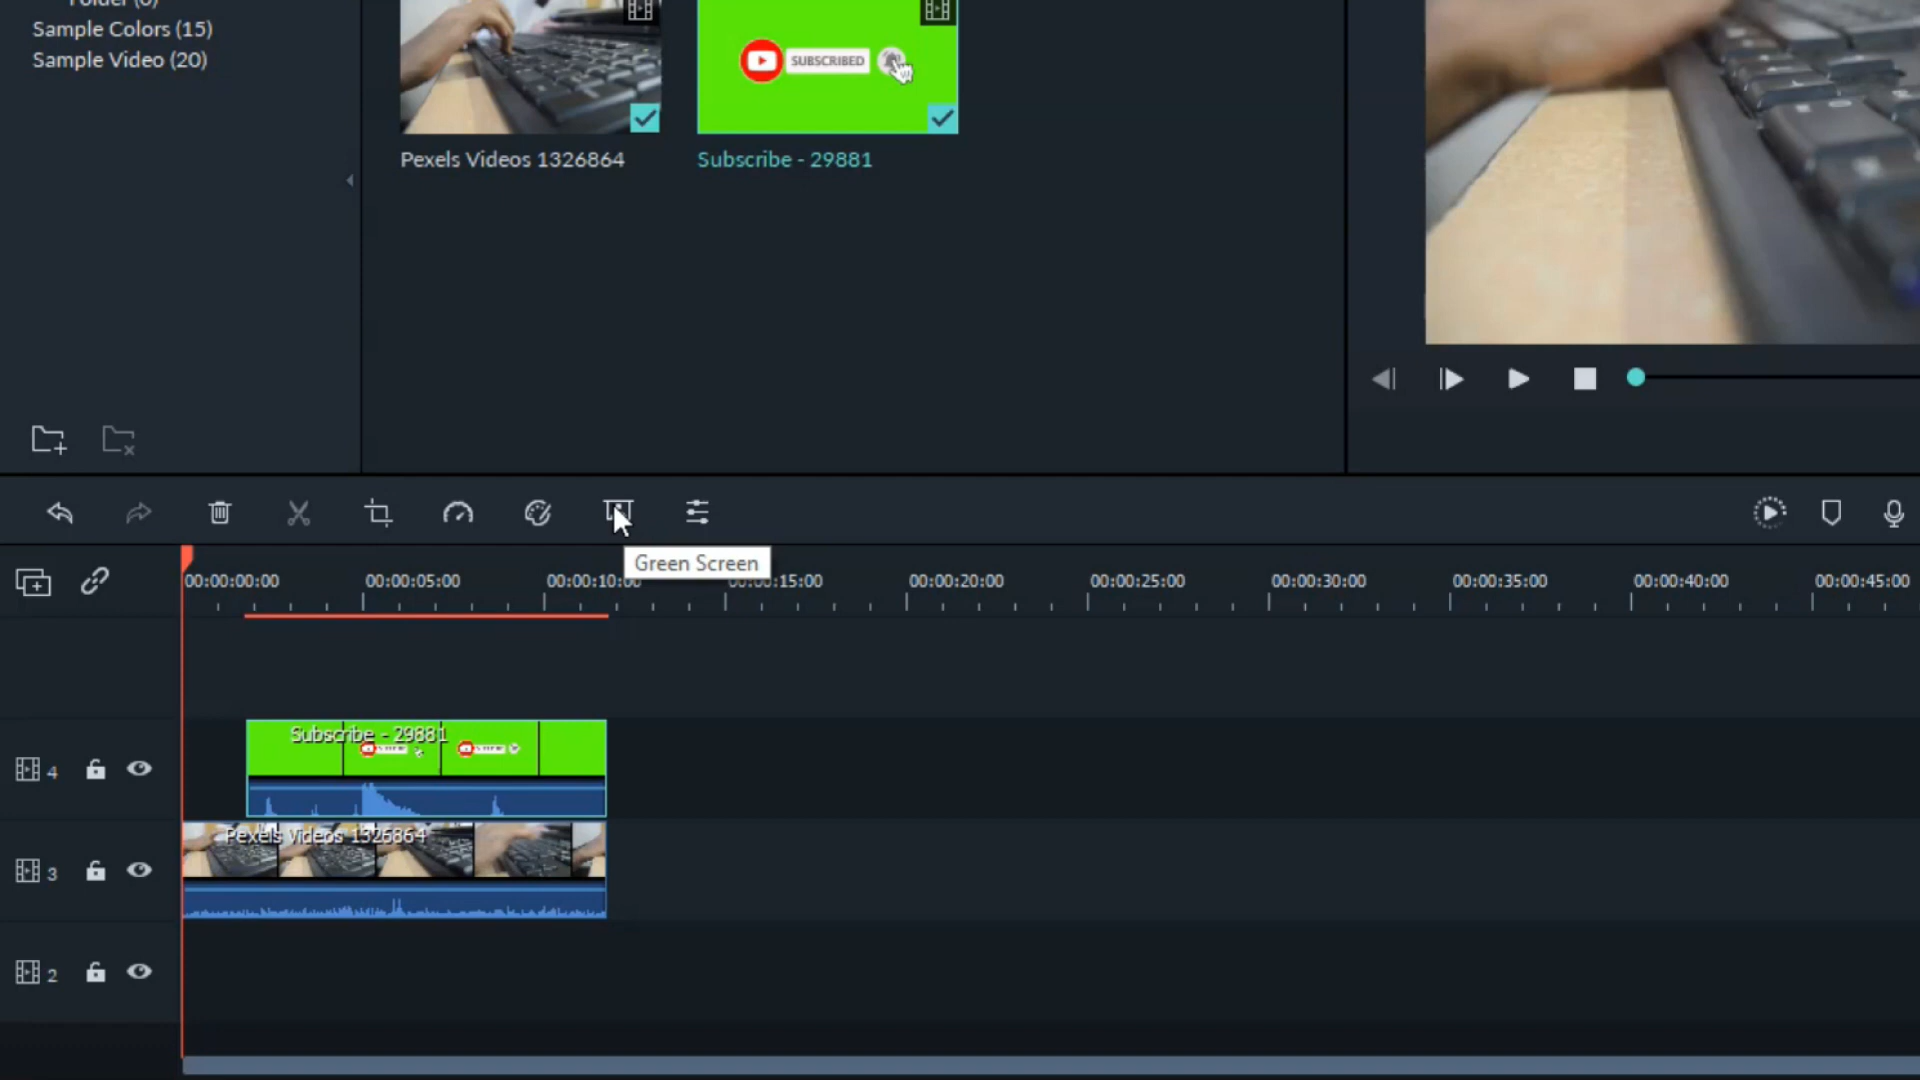 Folder (0)
Sample Colors (15)
Sample Video (20)
SUBSCRIBED
Pexels Videos 1326864
Subscribe - 29881
Green Screen
00:00:00:00
00:00:05:00
00:00:10:00
00:00:15:00
00:00:20:00
00:00:25:00
00:00:30:00
00:00:35:00
00:00:40:00
00:00:45:00
Subscribe - 29881
4
Pexels Videos 1326864
3
2